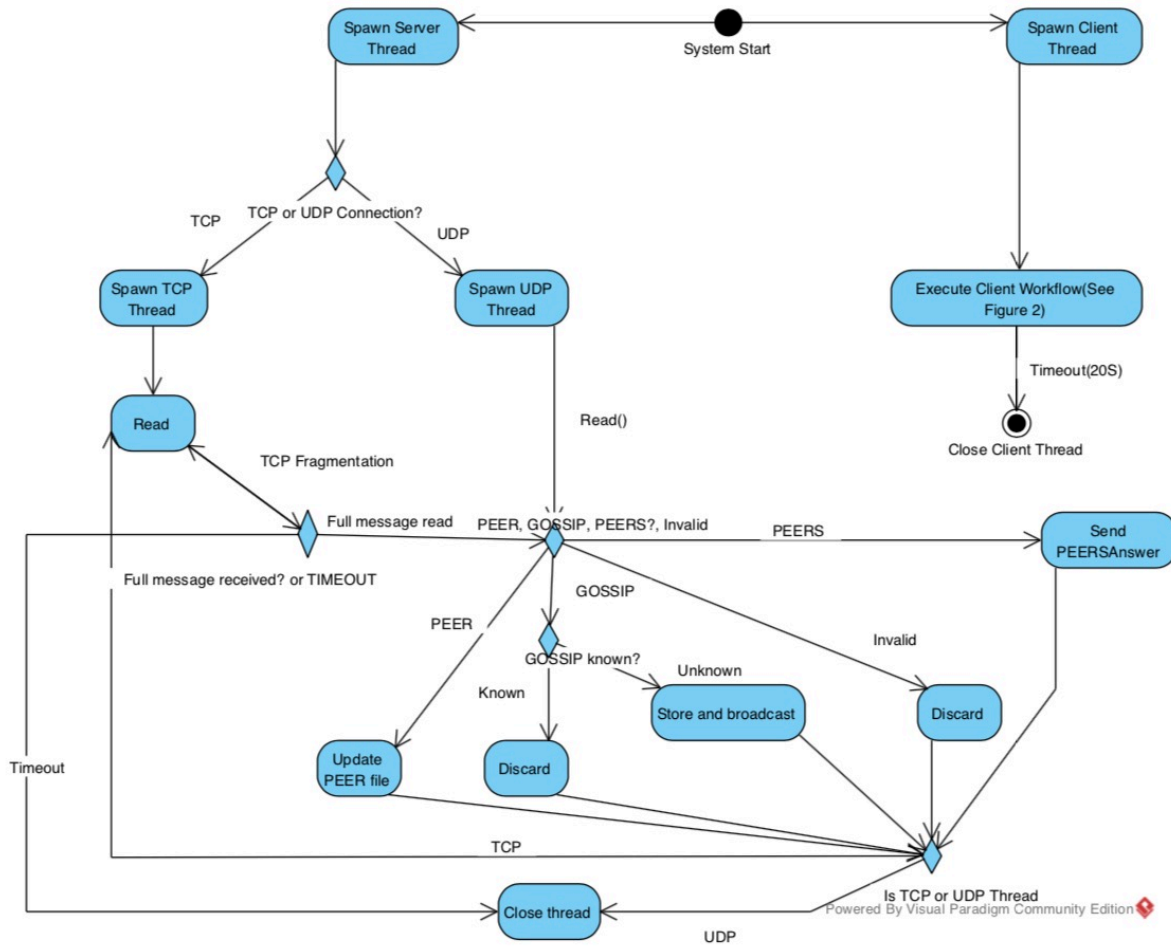 Spawn Server
Thread
System Start
Spawn Client
Thread
TCP or UDP Connection?
TCP
UDP
Spawn TCP
Thread
Spawn UDP
Thread
Execute Client Workflow(See
Figure 2)
Timeout(20S)
Read
Read()
Close Client Thread
TCP Fragmentation
Full message read
PEER, GOSSIP, PEERS?, Invalid
PEERS
Send
PEERSAnswer
Full message received? or TIMEOUT
GOSSIP
PEER
Invalid
GOSSIP known?
Unknown
Known
Store and broadcast
Discard
Timeout
Update
PEER file
Discard
TCP
Is TCP or UDP Thread
Close thread
Powered By Visual Paradigm Community Edition
UDP